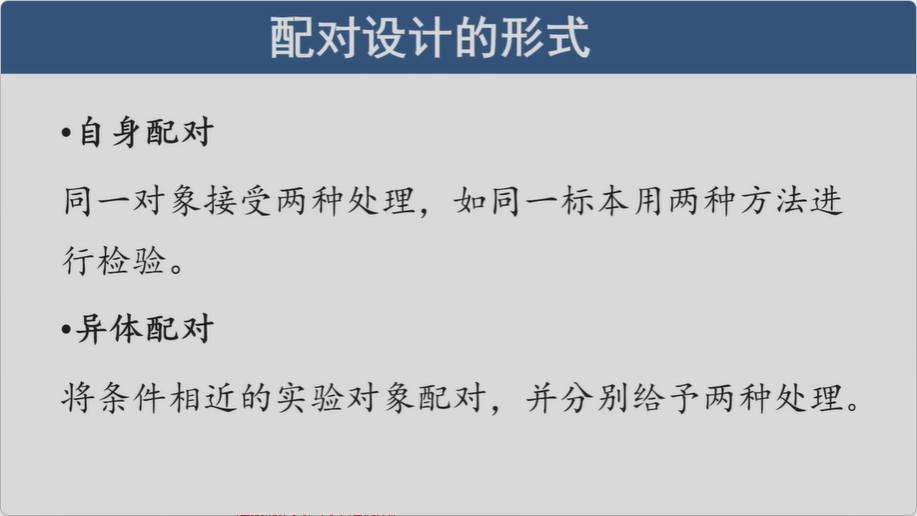 配对设计的形式
•自身配对
同一对象接受两种处理，如同一标本用两种方法进
行检验。
•异体配对
将条件相近的实验对象配对，并分别给予两种处理。